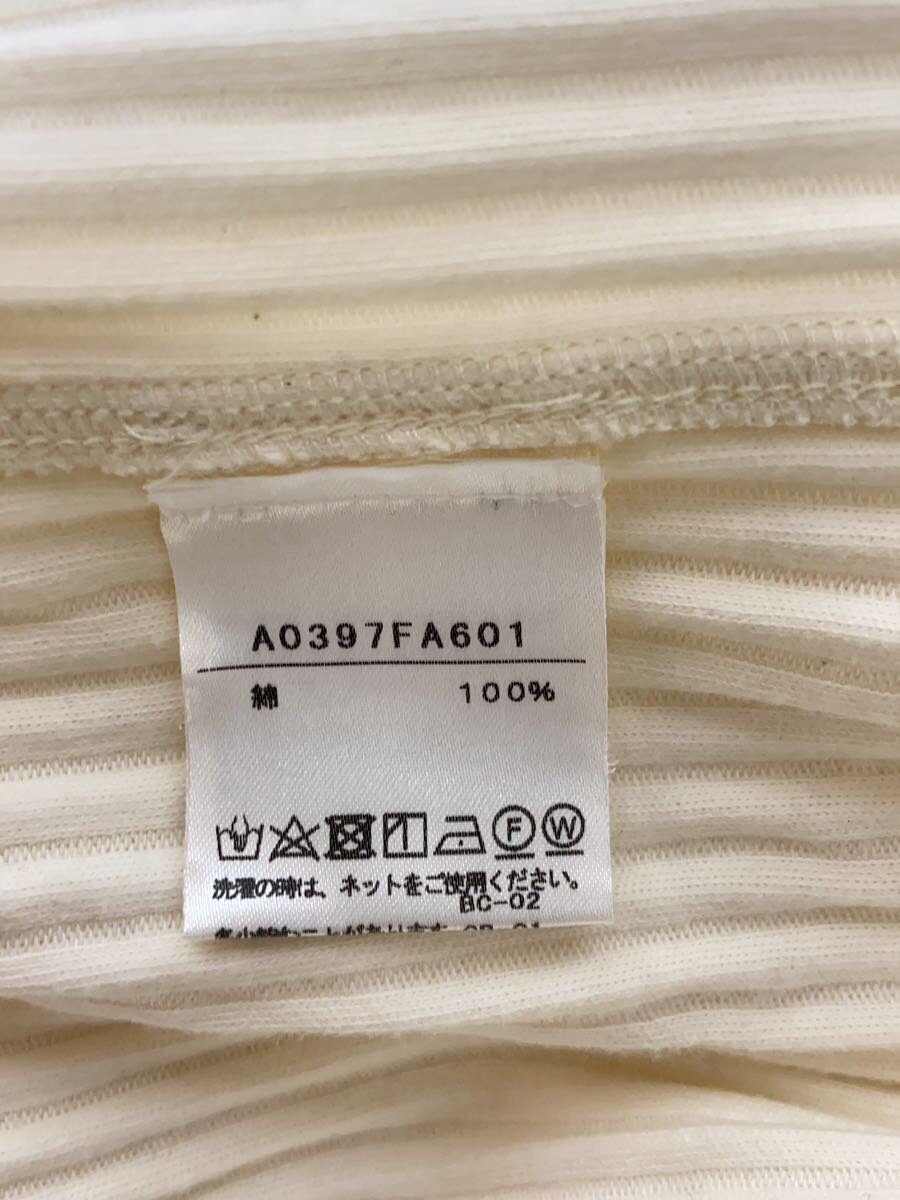 A0397FA601
綿 100%
F W
洗濯の時は、ネットをご使用ください。
BC-02